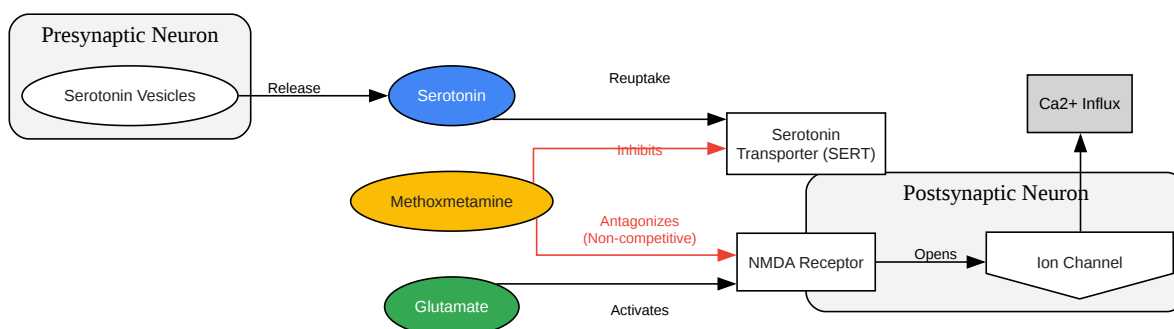 Presynaptic Neuron
Serotonin Vesicles
Release
Serotonin
Reuptake
Serotonin
Transporter (SERT)
Ca2+ Influx
Inhibits
Methoxmetamine
Antagonizes
(Non-competitive)
Postsynaptic Neuron
NMDA Receptor
Opens
Ion Channel
Glutamate
Activates